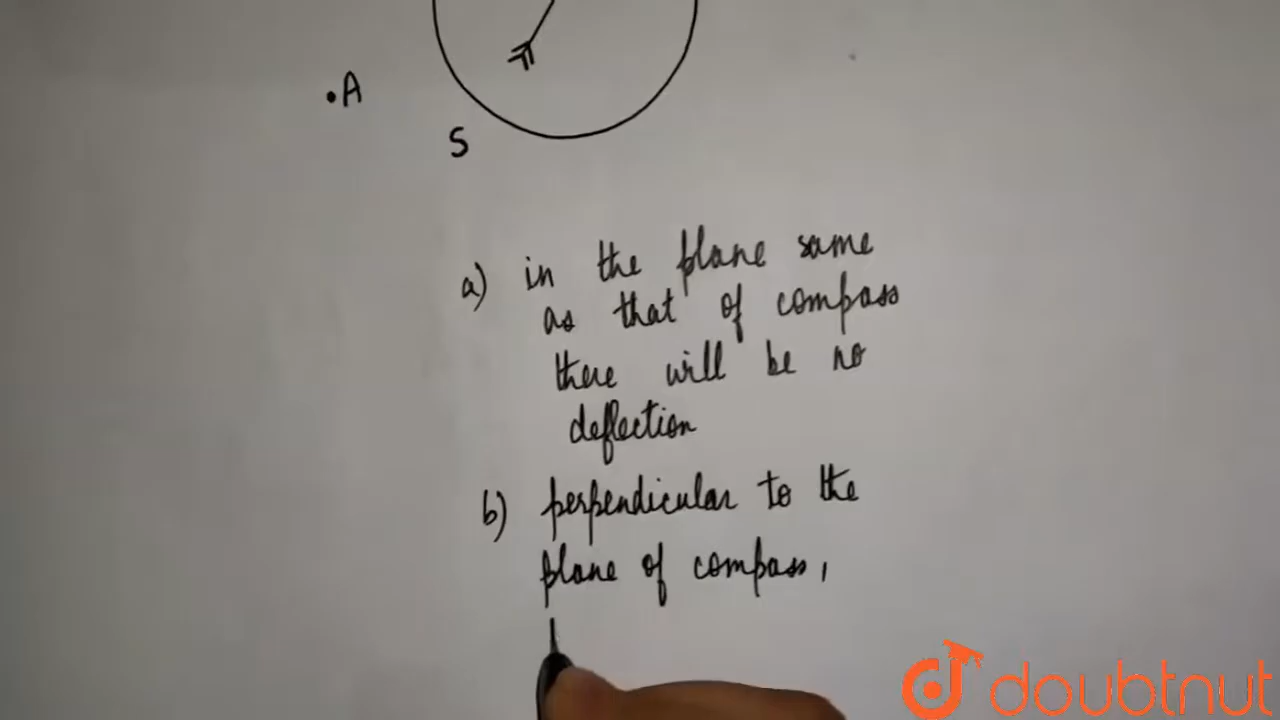 • A
S
a) in the plane same
as that of compass
there will be no
deflection
b) perpendicular to the
plane of compass,
doubtnut